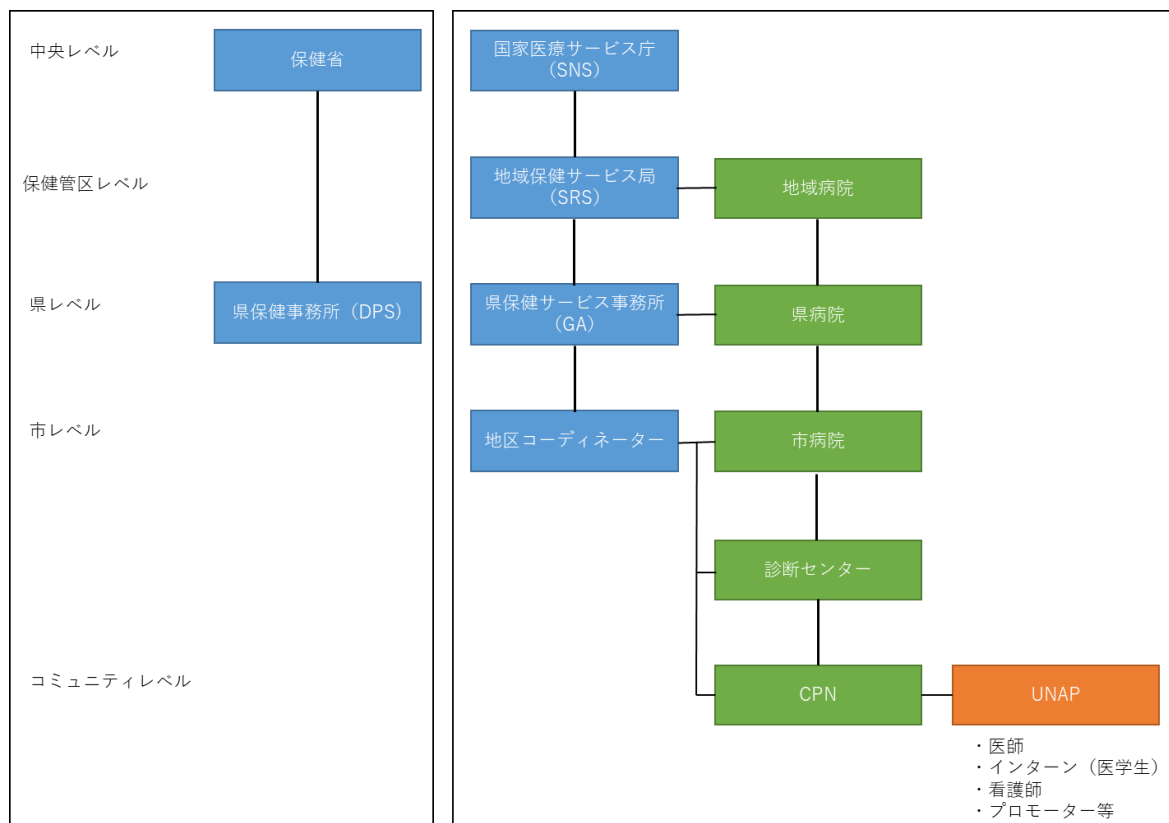 中央レベル
保健省
国家医療サービス庁
（SNS）
保健管区レベル
地域保健サービス局
（SRS）
地域病院
県レベル
県保健事務所（DPS）
県保健サービス事務所
（GA）
県病院
市レベル
地区コーディネーター
市病院
診断センター
コミュニティレベル
CPN
UNAP
・医師
・インターン（医学生）
・看護師
・プロモーター等